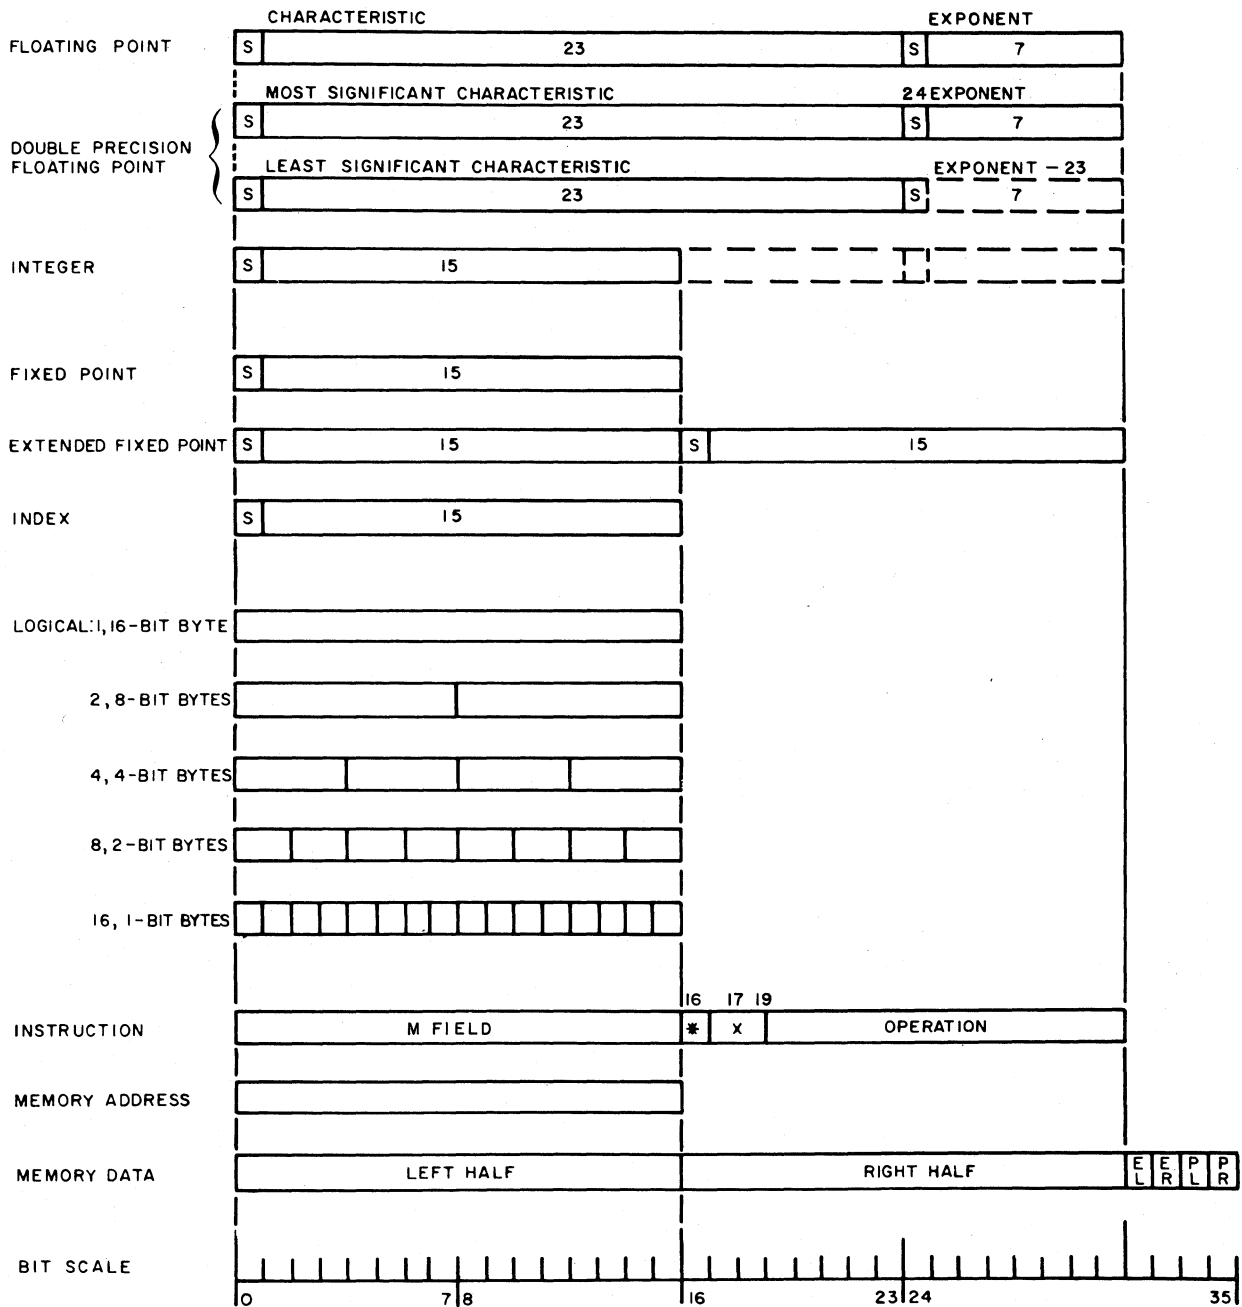 CHARACTERISTIC EXPONENT
FLOATING POINT S 23 S 7
MOST SIGNIFICANT CHARACTERISTIC 24 EXPONENT
S 23 S 7
DOUBLE PRECISION
FLOATING POINT
LEAST SIGNIFICANT CHARACTERISTIC EXPONENT - 23
S 23 S 7
INTEGER S 15
FIXED POINT S 15
EXTENDED FIXED POINT S 15 S 15
INDEX S 15
LOGICAL: 1, 16-BIT BYTE
2, 8-BIT BYTES
4, 4-BIT BYTES
8, 2-BIT BYTES
16, 1-BIT BYTES
16 17 19
INSTRUCTION M FIELD * X OPERATION
MEMORY ADDRESS
MEMORY DATA LEFT HALF RIGHT HALF EL ER PL PR
BIT SCALE
0 7 8 16 23 24 35